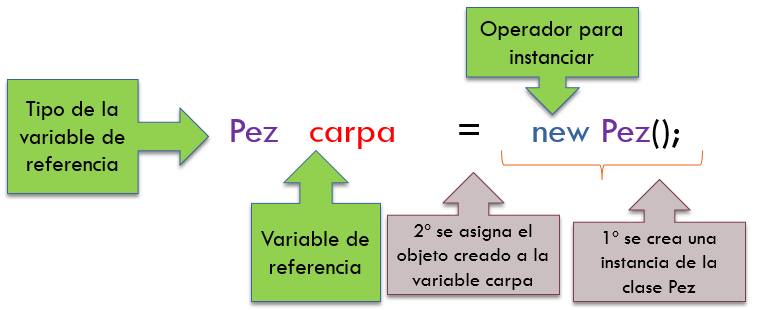 Operador para
instanciar
Tipo de la
variable de
referencia
Pez carpa = new Pez();
Variable de
referencia
2º se asigna el
objeto creado a la
variable carpa
1º se crea una
instancia de la
clase Pez